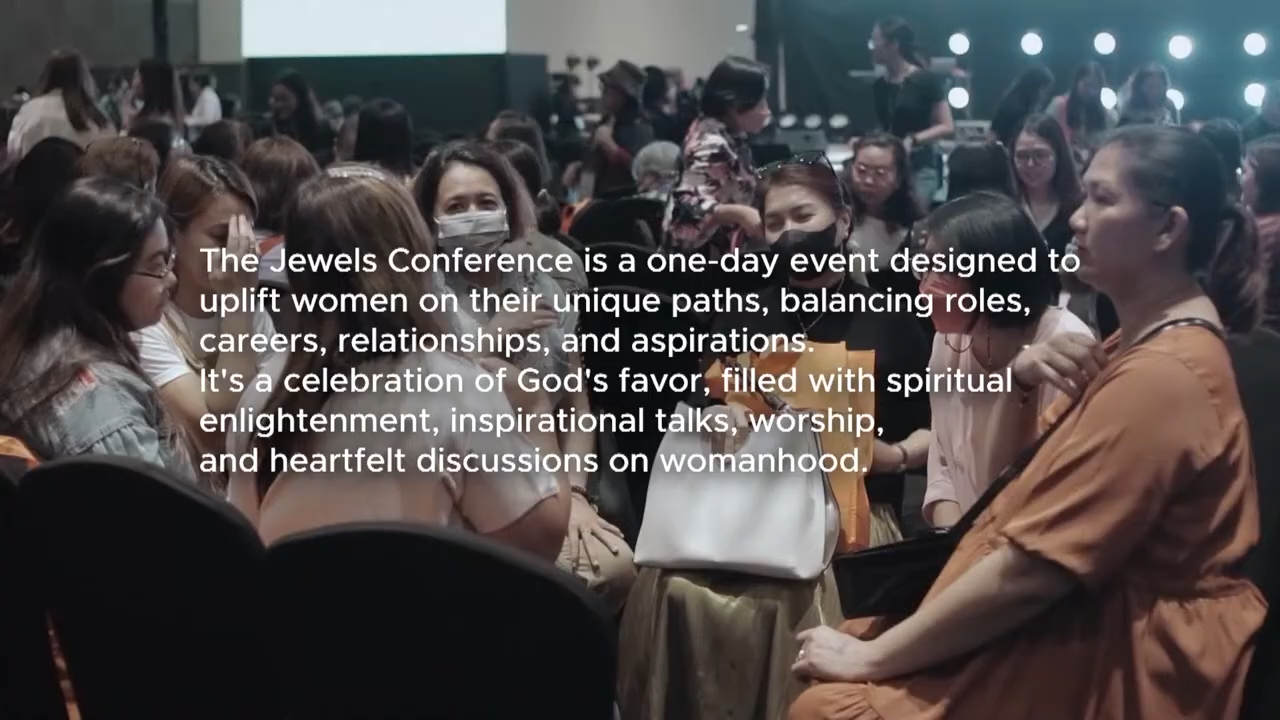 The Jewels Conference is a one-day event designed to
uplift women on their unique paths, balancing roles,
careers, relationships, and aspirations.
It's a celebration of God's favor, filled with spiritual
enlightenment, inspirational talks, worship,
and heartfelt discussions on womanhood.